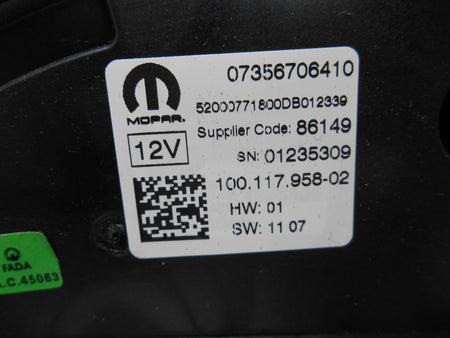 07356706410
MOPAR.
52000771800DB012339
Supplier Code: 86149
12V
SN: 01235309
100.117.958-02
HW: 01
SW: 11 07
FADA
.C.45063